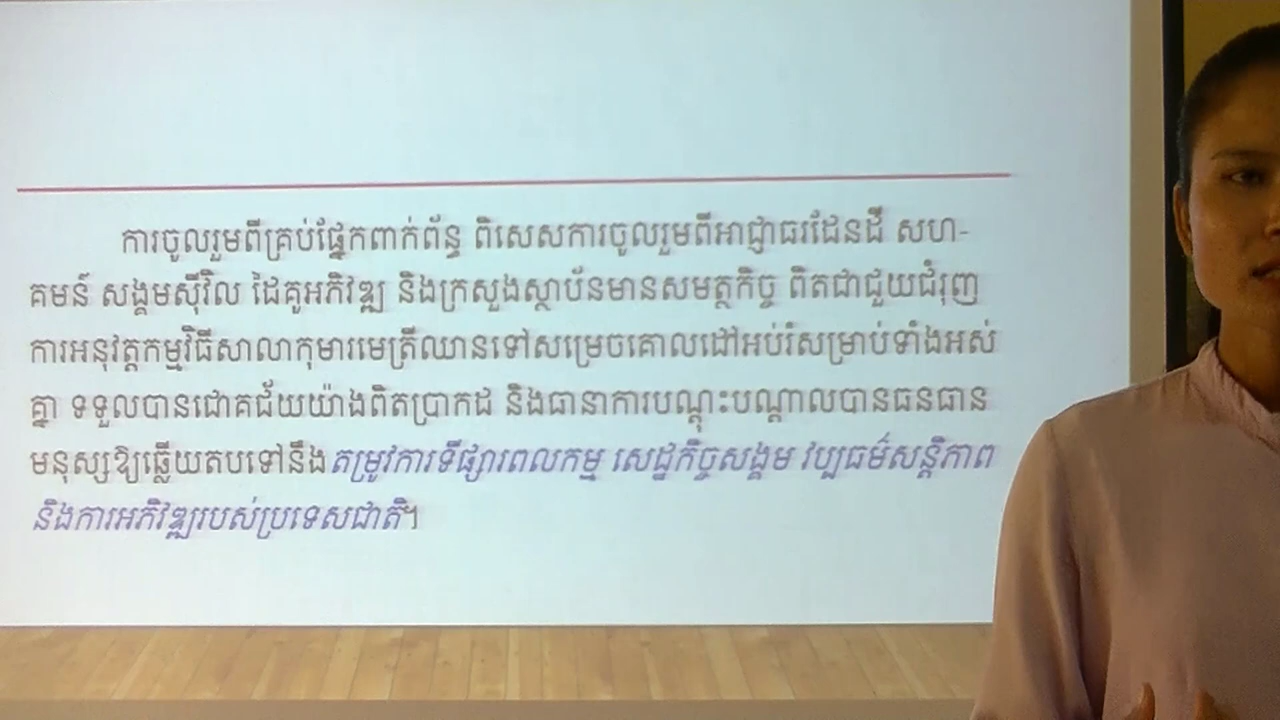 ការចូលរួមពីគ្រប់ផ្នែកពាក់ព័ន្ធ ពិសេសការចូលរួមពីអាជ្ញាធរដែនដី សហ-
គមន៍ សង្គមស៊ីវិល ដៃគូអភិវឌ្ឍ និងក្រសួងស្ថាប័នមានសមត្ថកិច្ច ពិតជាជួយជំរុញ
ការអនុវត្តកម្មវិធីសាលាកុមារមេត្រីឈានទៅសម្រេចគោលដៅអប់រំសម្រាប់ទាំងអស់
គ្នា ទទួលបានជោគជ័យយ៉ាងពិតប្រាកដ និងធានាការបណ្តុះបណ្តាលបានធនធាន
មនុស្សឱ្យឆ្លើយតបទៅនឹងតម្រូវការទីផ្សារពលកម្ម សេដ្ឋកិច្ចសង្គម វប្បធម៌សន្តិភាព
និងការអភិវឌ្ឍរបស់ប្រទេសជាតិ។